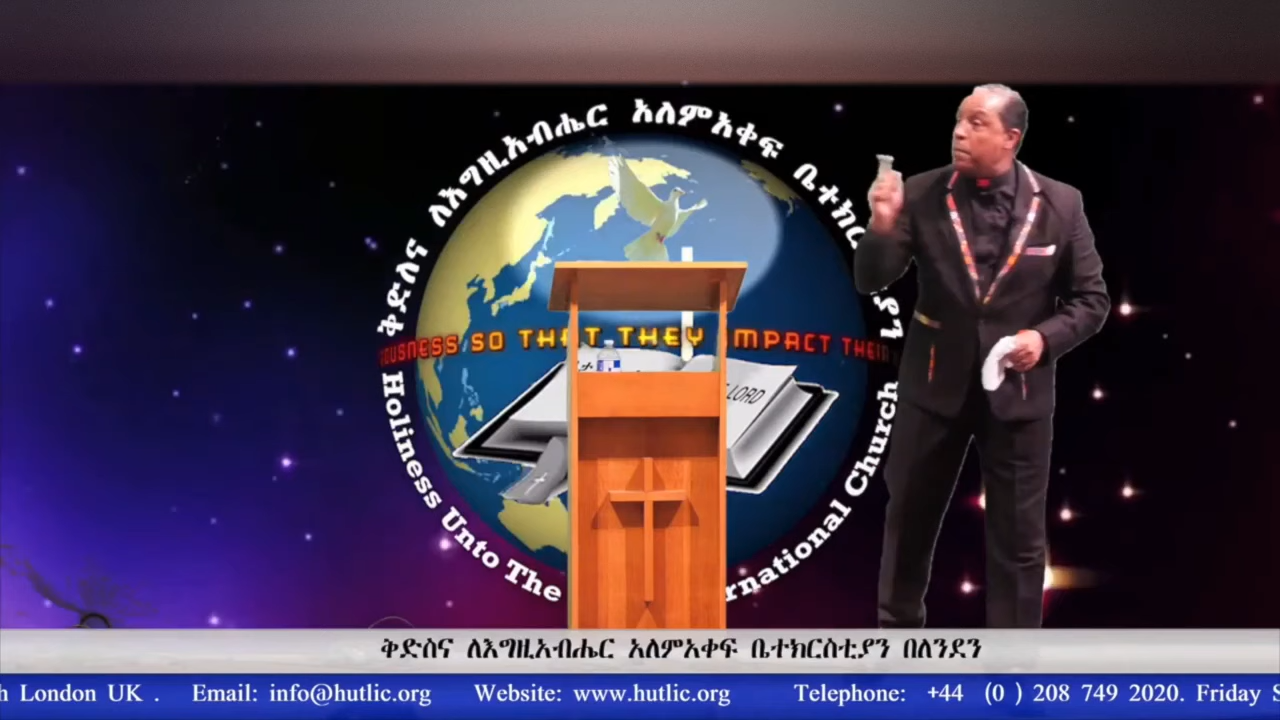 ቅድስና ለእግዚአብሔር አለምአቀፍ ቤተክር
OUSNESS SO THAT THEY IMPACT THEIR
LORD
Holiness Unto The
rnational Church
ቅድስና ለእግዚአብሔር አለምአቀፍ ቤተክርስቲያን በለንደን
h London UK . Email: info@hutlic.org Website: www.hutlic.org Telephone: +44 (0 ) 208 749 2020. Friday S